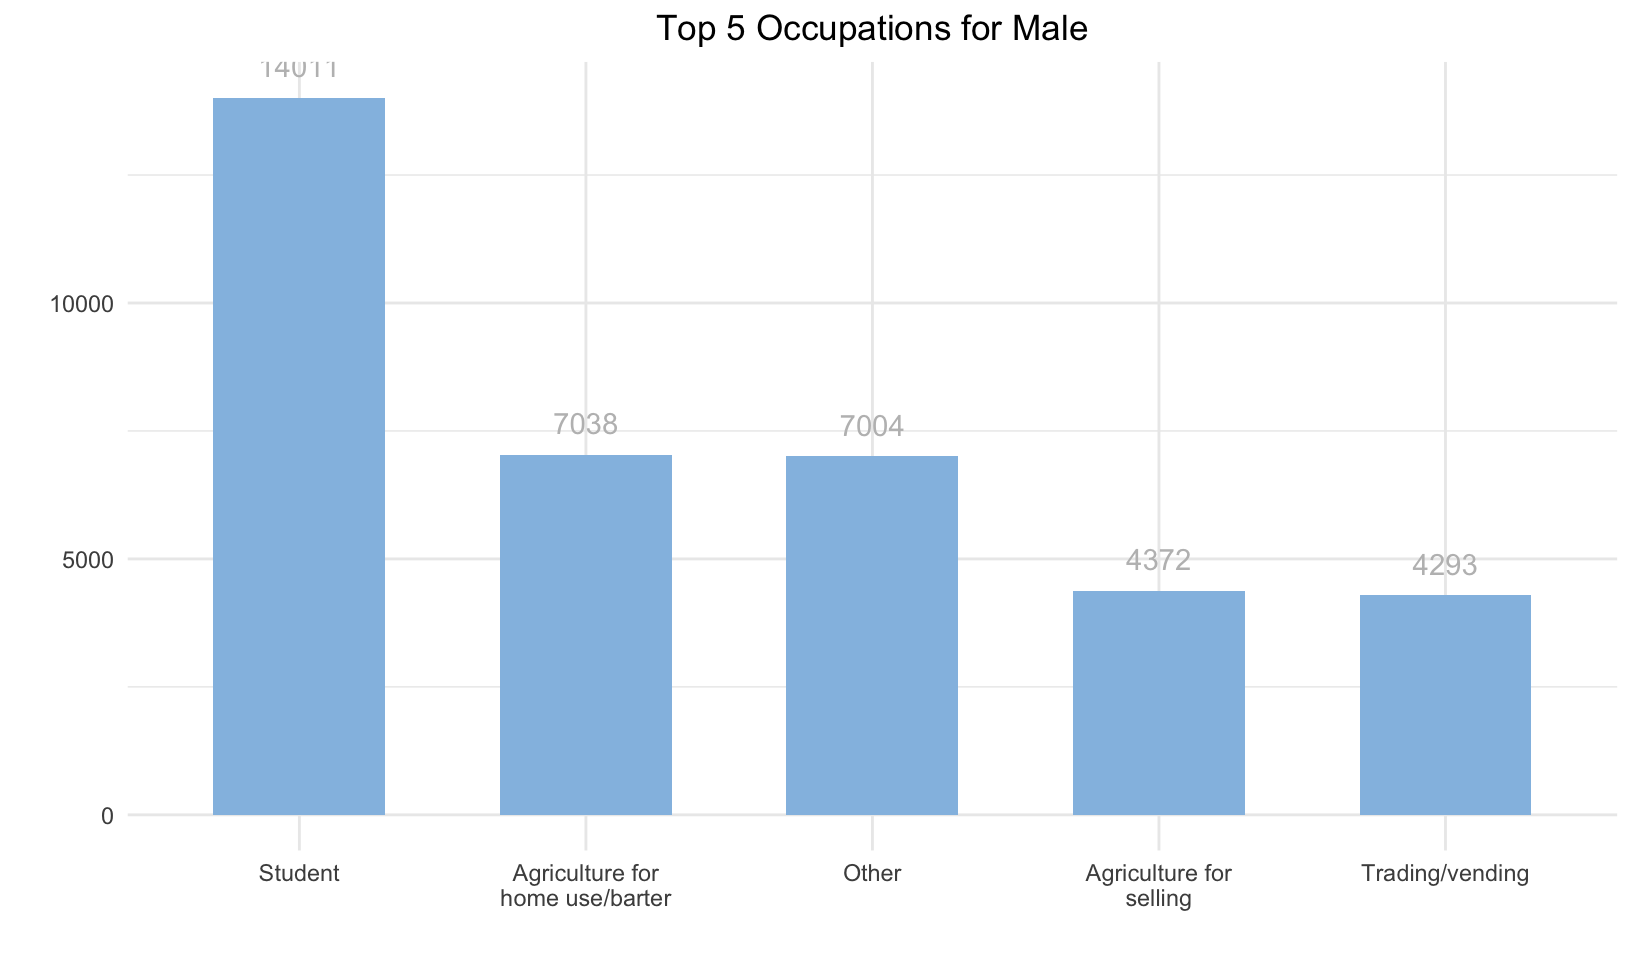 Top 5 Occupations for Male
14011
10000
7038
7004
5000
4372
4293
0
Student
Agriculture for
home use/barter
Other
Agriculture for
selling
Trading/vending